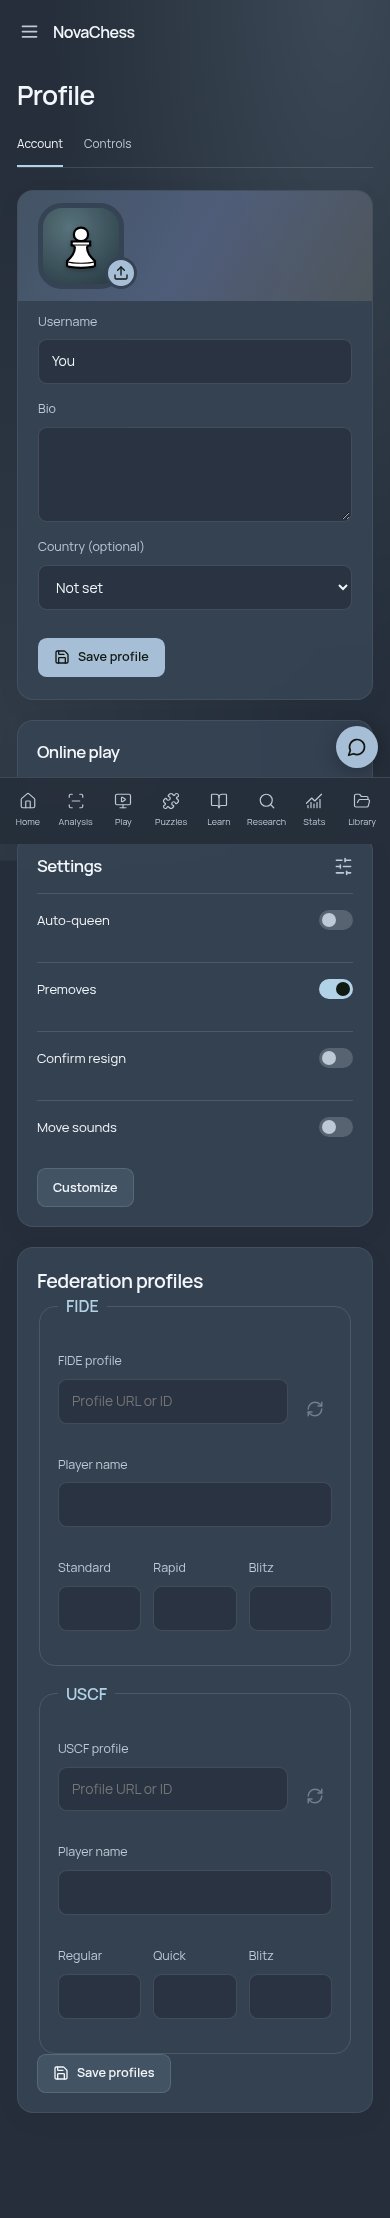 NovaChess
Profile
Account Controls
Username
You
Bio
Country (optional)
Not set
Save profile
Online play
Home Analysis Play Puzzles Learn Research Stats Library
Settings
Auto-queen
Premoves
Confirm resign
Move sounds
Customize
Federation profiles
FIDE
FIDE profile
Profile URL or ID
Player name
Standard Rapid Blitz
USCF
USCF profile
Profile URL or ID
Player name
Regular Quick Blitz
Save profiles